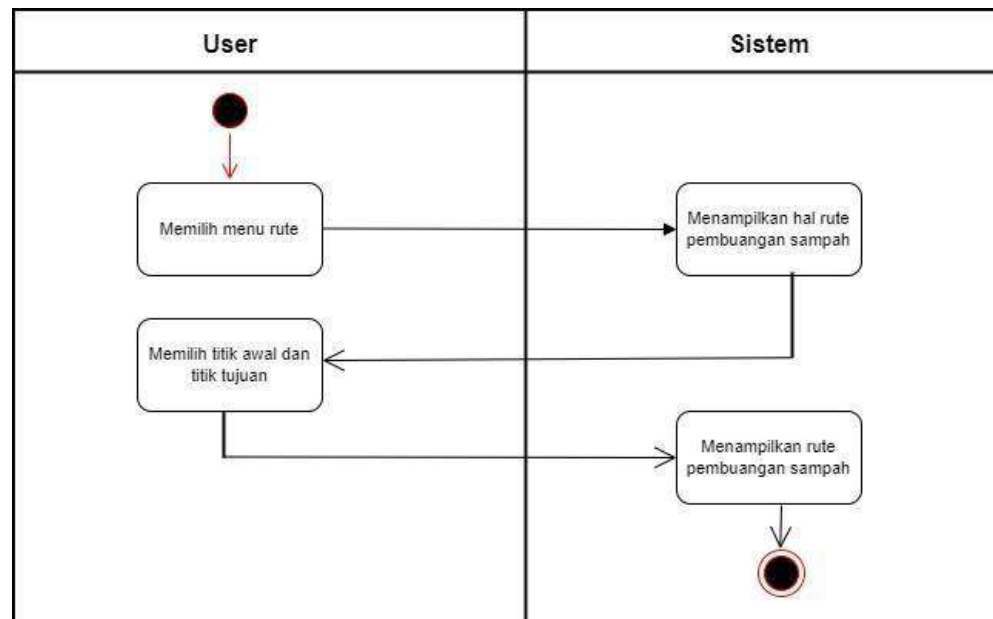 User
Sistem
Memilih menu rute
Menampilkan hal rute
pembuangan sampah
Memilih titik awal dan
titik tujuan
Menampilkan rute
pembuangan sampah